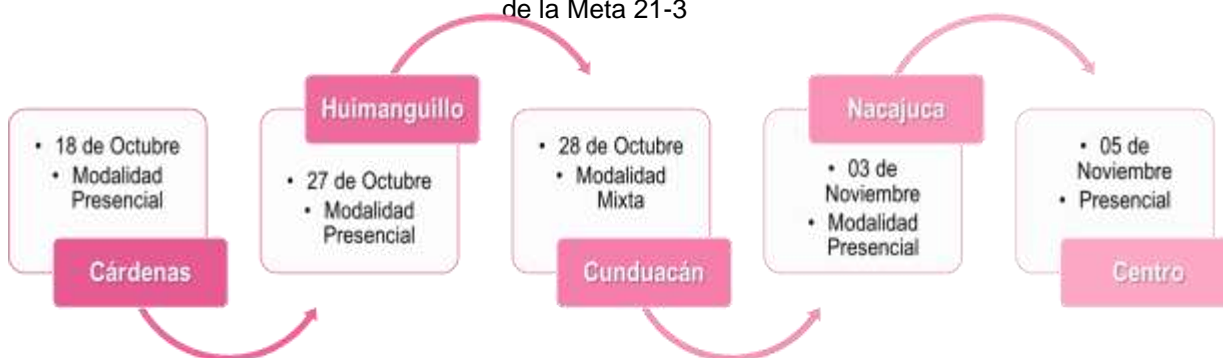 de la Meta 21-3
• 18 de Octubre
• Modalidad
Presencial
Cárdenas
Huimanguillo
• 27 de Octubre
• Modalidad
Presencial
• 28 de Octubre
• Modalidad
Mixta
Cunduacán
Nacajuca
• 03 de
Noviembre
• Modalidad
Presencial
• 05 de
Noviembre
• Presencial
Centro